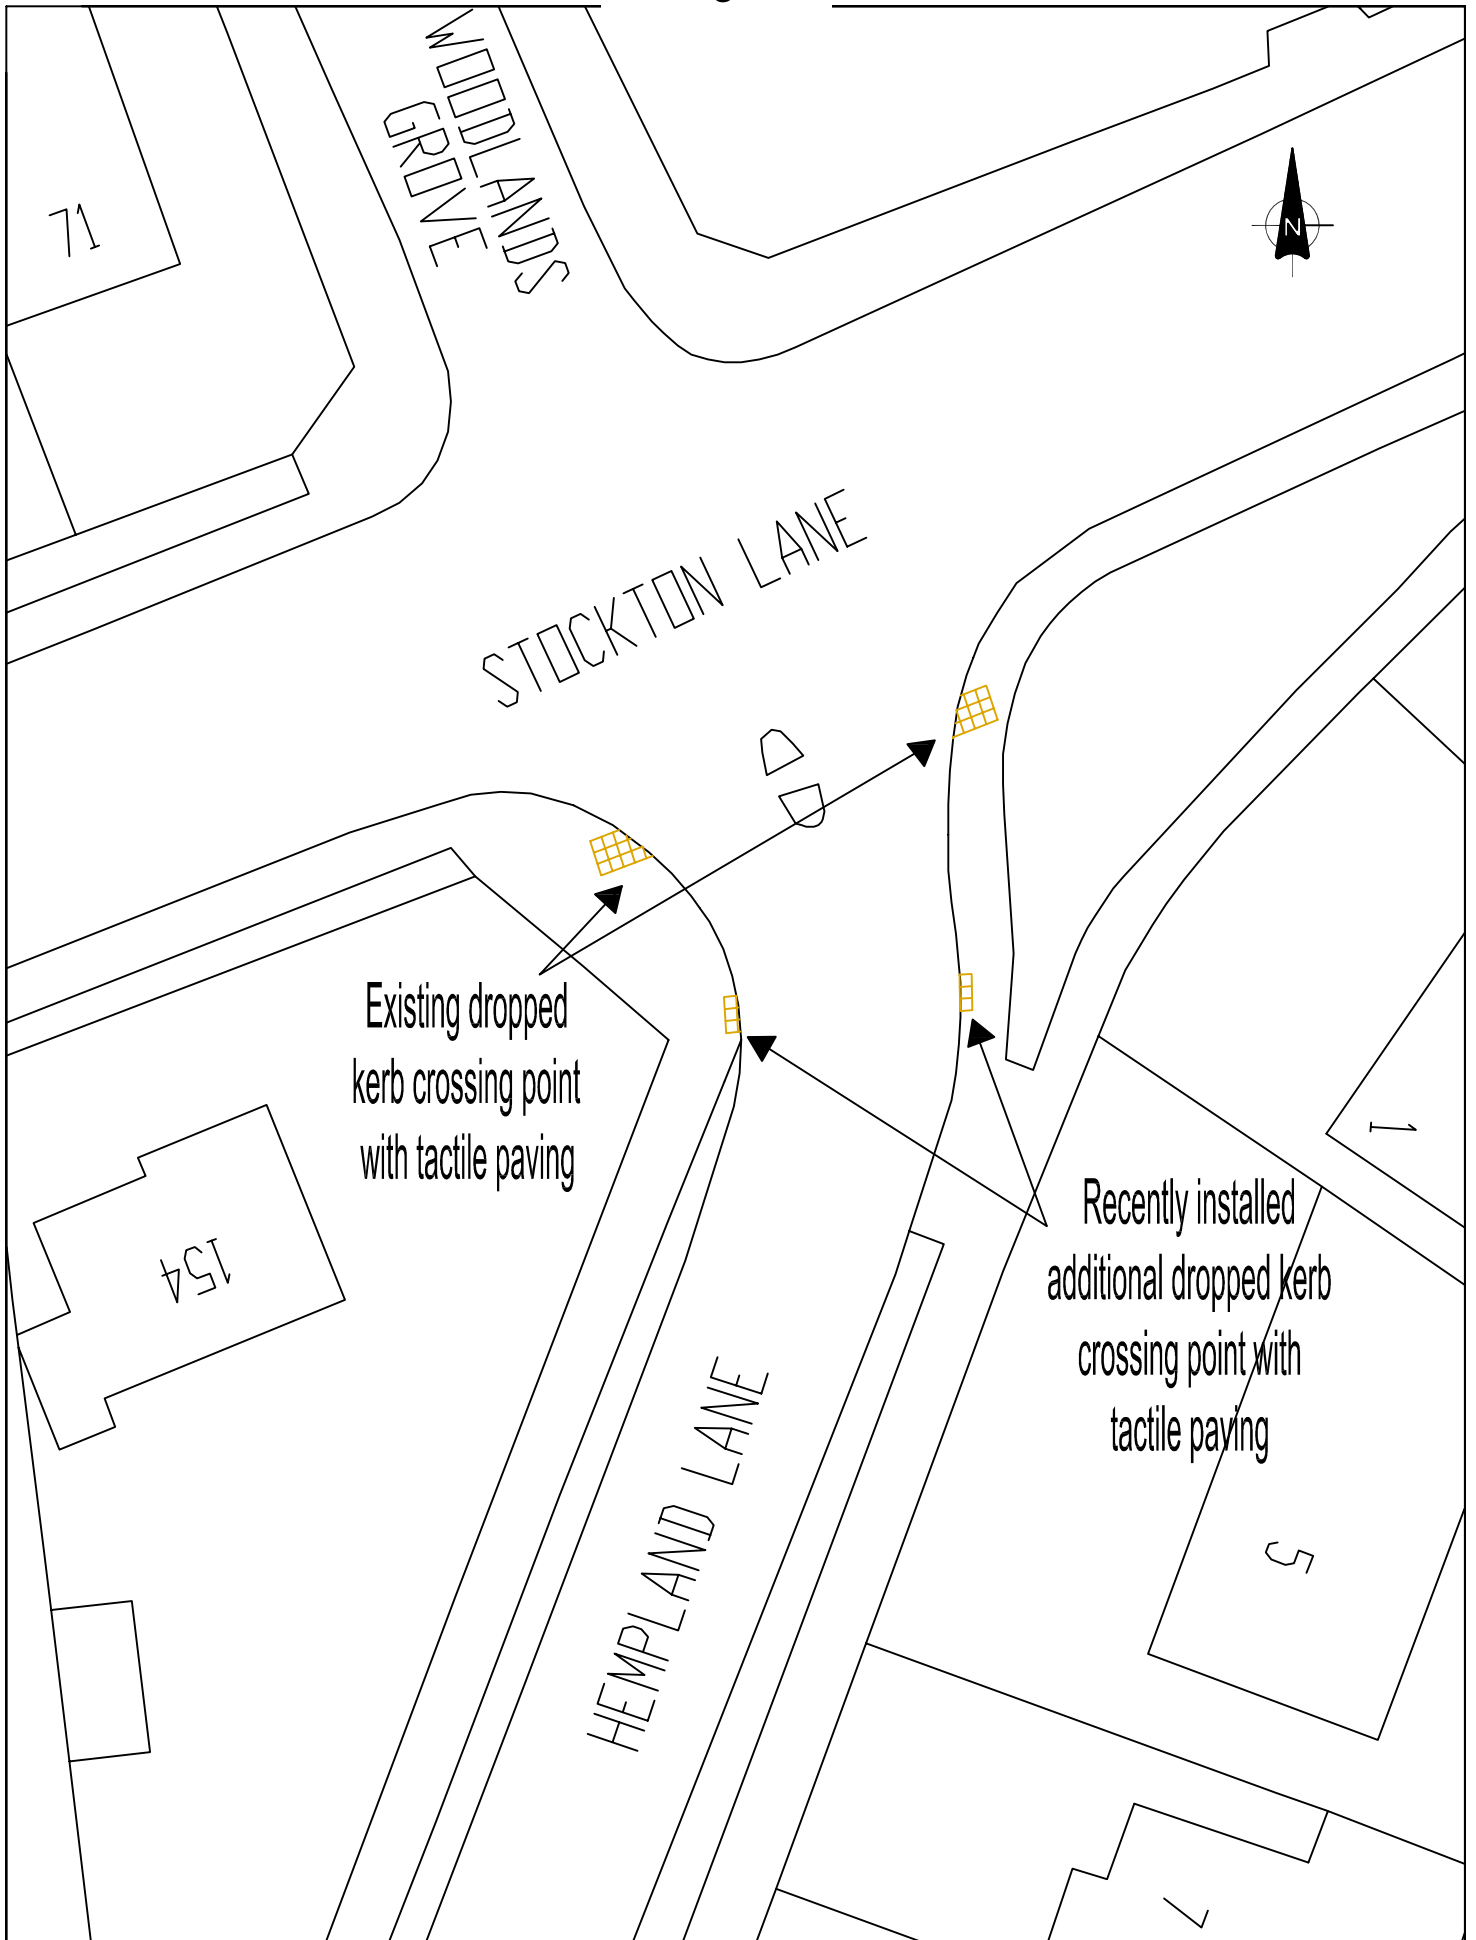 WOODLANDS
GROVE
71
N
STOCKTON LANE
Existing dropped
kerb crossing point
with tactile paving
1
Recently installed
additional dropped kerb
crossing point with
tactile paving
154
HEMPLAND LANE
5
7